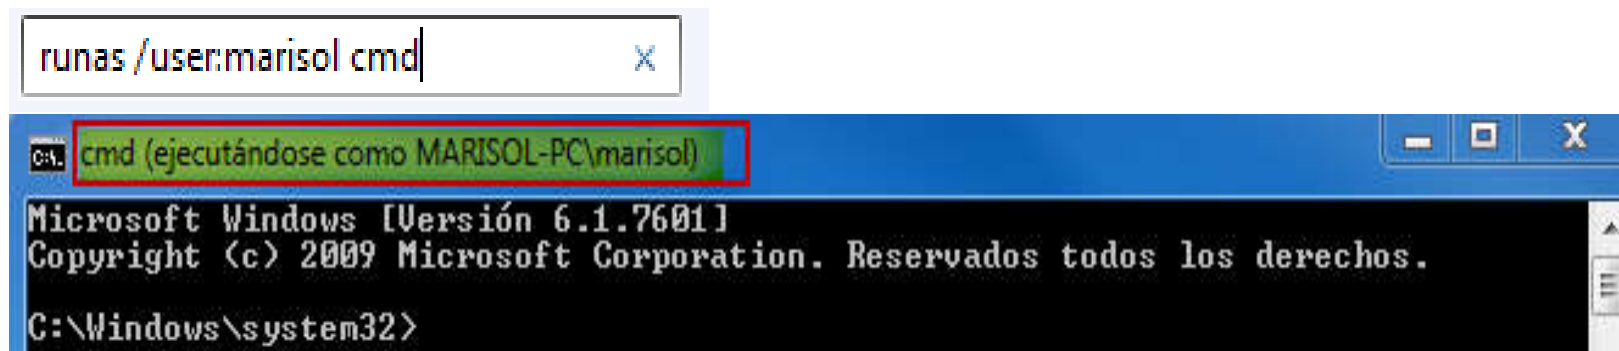 runas /user:marisol cmd
cmd (ejecutándose como MARISOL-PC\marisol)
Microsoft Windows [Versión 6.1.7601]
Copyright (c) 2009 Microsoft Corporation. Reservados todos los derechos.
C:\Windows\system32>